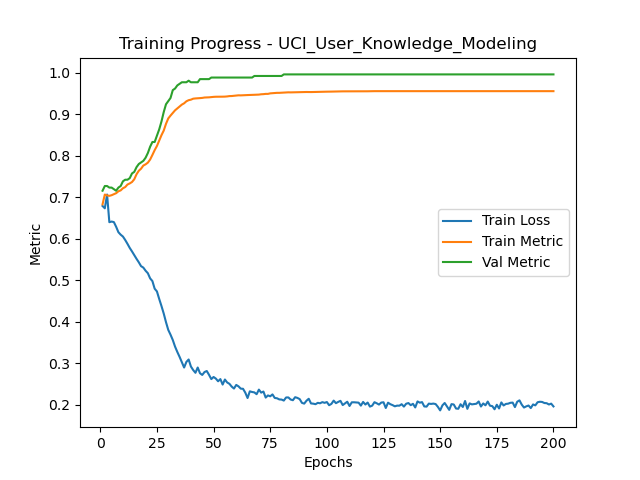 Training Progress - UCI_User_Knowledge_Modeling
1.0
0.9
0.8
0.7
0.6
0.5
0.4
0.3
0.2
Metric
Train Loss
Train Metric
Val Metric
0 25 50 75 100 125 150 175 200
Epochs